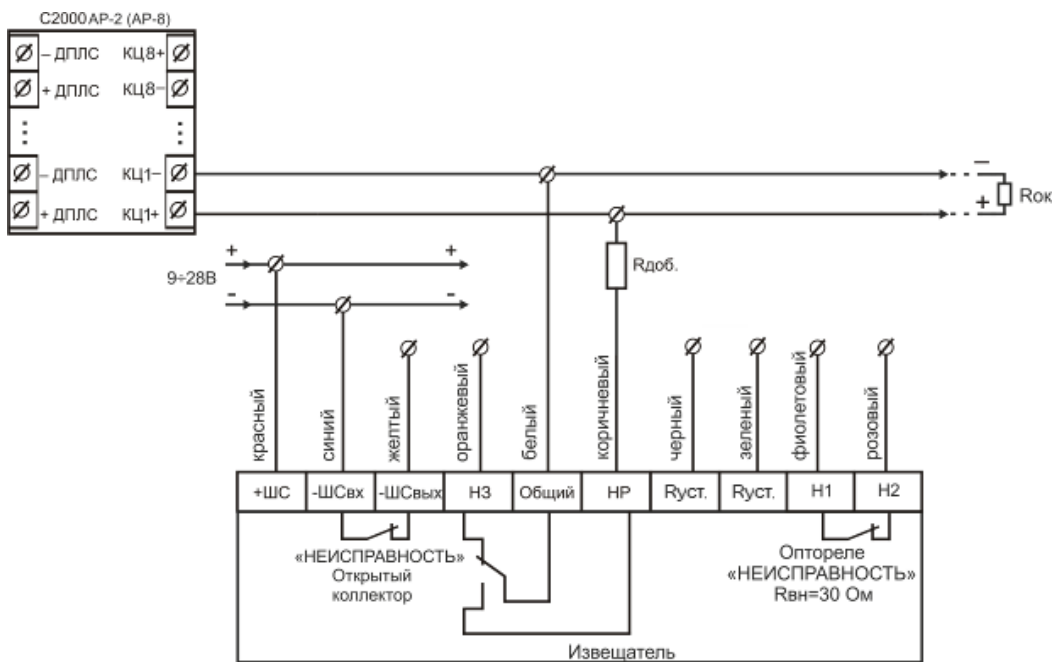 С2000 АР-2 (АР-8)
– ДПЛС КЦ8+
+ ДПЛС КЦ8–
– ДПЛС КЦ1–
+ ДПЛС КЦ1+
–
+
Rок
+ +
9÷28В
- -
Rдоб.
красный
синий
желтый
оранжевый
белый
коричневый
черный
зеленый
фиолетовый
розовый
+ШС -ШСвх -ШСвых НЗ Общий НР Rуст. Rуст. Н1 Н2
«НЕИСПРАВНОСТЬ»
Открытый
коллектор
Оптореле
«НЕИСПРАВНОСТЬ»
Rвн=30 Ом
Извещатель